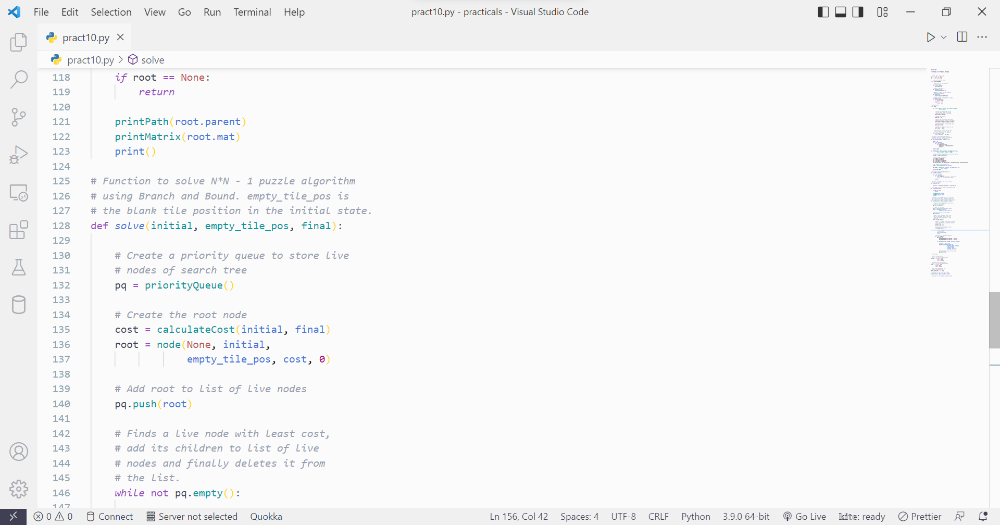 File Edit Selection View Go Run Terminal Help pract10.py - practicals - Visual Studio Code
pract10.py
pract10.py > solve
118 if root == None:
119 return
120
121 printPath(root.parent)
122 printMatrix(root.mat)
123 print()
124
125 # Function to solve N*N - 1 puzzle algorithm
126 # using Branch and Bound. empty_tile_pos is
127 # the blank tile position in the initial state.
128 def solve(initial, empty_tile_pos, final):
129
130 # Create a priority queue to store live
131 # nodes of search tree
132 pq = priorityQueue()
133
134 # Create the root node
135 cost = calculateCost(initial, final)
136 root = node(None, initial,
137 empty_tile_pos, cost, 0)
138
139 # Add root to list of live nodes
140 pq.push(root)
141
142 # Finds a live node with least cost,
143 # add its children to list of live
144 # nodes and finally deletes it from
145 # the list.
146 while not pq.empty():
147
0 0 Connect Server not selected Quokka Ln 156, Col 42 Spaces: 4 UTF-8 CRLF Python 3.9.0 64-bit Go Live kite: ready Prettier